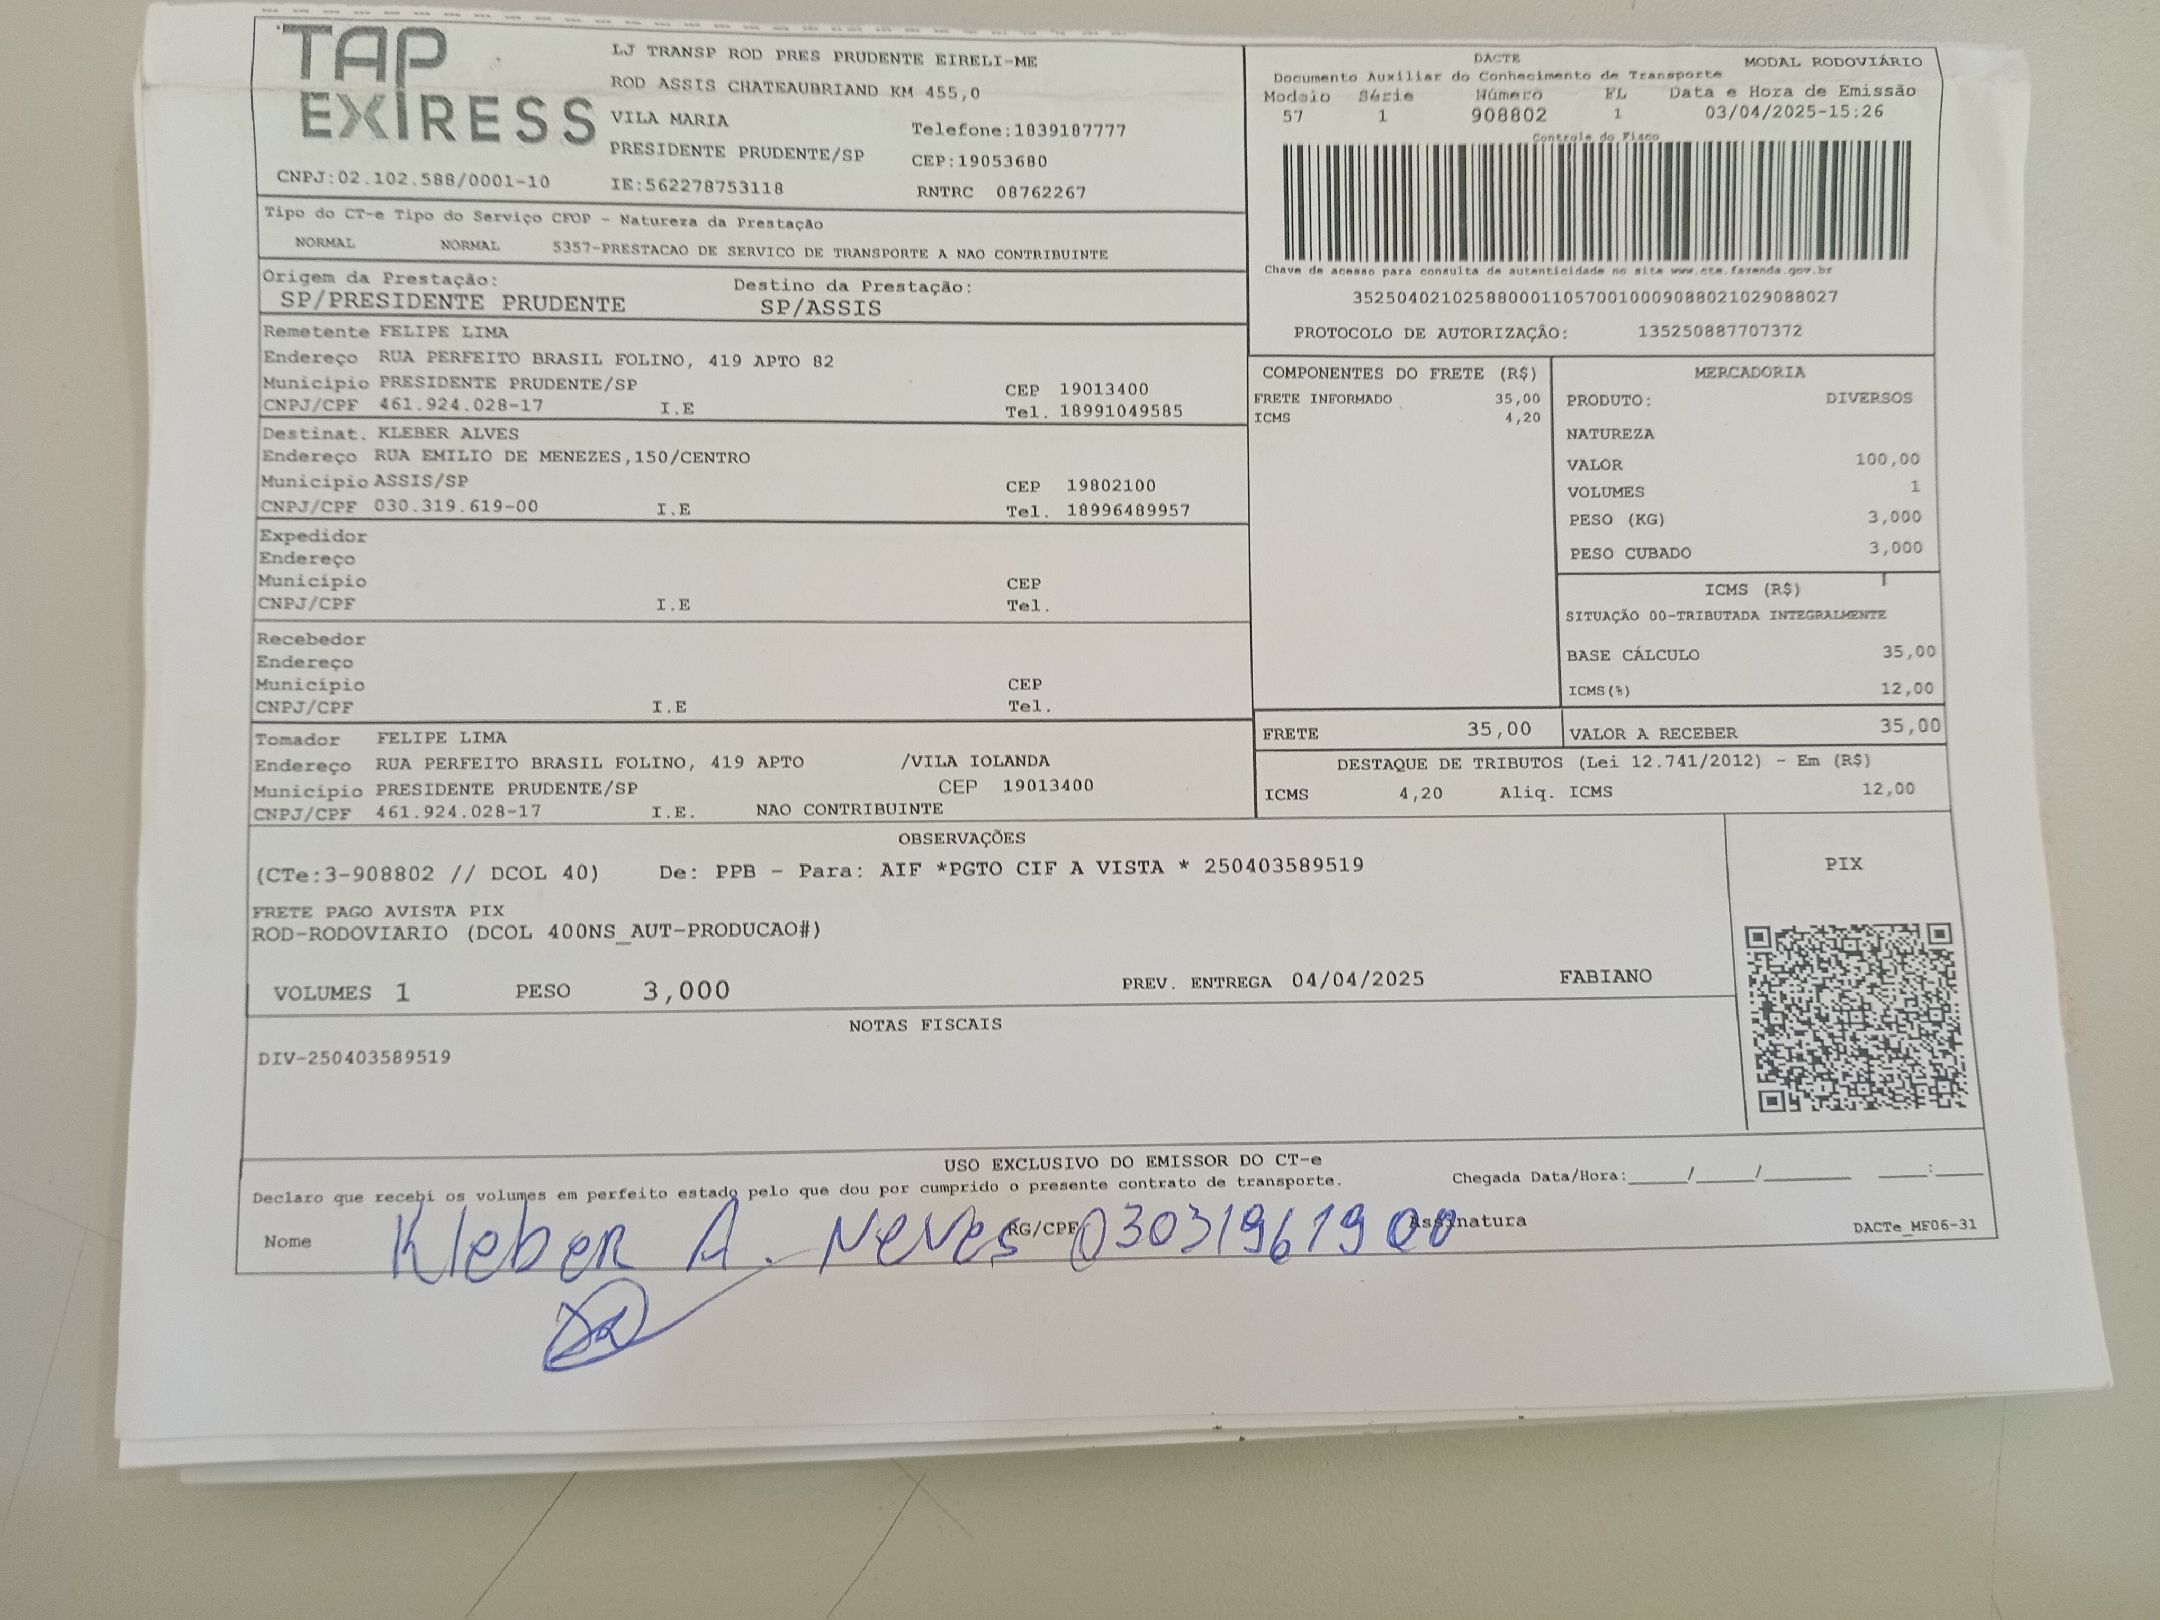 TAP
EXPRESS
LJ TRANSP ROD PRES PRUDENTE EIRELI-ME
ROD ASSIS CHATEAUBRIAND KM 455,0
VILA MARIA
Telefone:1839187777
PRESIDENTE PRUDENTE/SP
CEP:19053680
CNPJ:02.102.588/0001-10
IE:562278753118
RNTRC 08762267
DACTE
MODAL RODOVIÁRIO
Documento Auxiliar do Conhecimento de Transporte
Modelo Série Número FL Data e Hora de Emissão
57 1 908802 1 03/04/2025-15:26
Controle do Fisco
Chave de acesso para consulta de autenticidade no site www.cte.fazenda.gov.br
35250402102588000110570010009088021029088027
PROTOCOLO DE AUTORIZAÇÂO: 135250887707372
Tipo do CT-e Tipo do Serviço CFOP - Natureza da Prestação
NORMAL NORMAL 5357-PRESTACAO DE SERVICO DE TRANSPORTE A NAO CONTRIBUINTE
Origem da Prestação: Destino da Prestação:
SP/PRESIDENTE PRUDENTE SP/ASSIS
Remetente FELIPE LIMA
Endereço RUA PERFEITO BRASIL FOLINO, 419 APTO 82
Município PRESIDENTE PRUDENTE/SP CEP 19013400
CNPJ/CPF 461.924.028-17 I.E Tel. 18991049585
Destinat. KLEBER ALVES
Endereço RUA EMILIO DE MENEZES,150/CENTRO
Município ASSIS/SP CEP 19802100
CNPJ/CPF 030.319.619-00 I.E Tel. 18996489957
Expedidor
Endereço
Município CEP
CNPJ/CPF I.E Tel.
Recebedor
Endereço
Município CEP
CNPJ/CPF I.E Tel.
Tomador FELIPE LIMA
Endereço RUA PERFEITO BRASIL FOLINO, 419 APTO /VILA IOLANDA
Município PRESIDENTE PRUDENTE/SP CEP 19013400
CNPJ/CPF 461.924.028-17 I.E. NAO CONTRIBUINTE
COMPONENTES DO FRETE (R$)
FRETE INFORMADO 35,00
ICMS 4,20
MERCADORIA
PRODUTO: DIVERSOS
NATUREZA
VALOR 100,00
VOLUMES 1
PESO (KG) 3,000
PESO CUBADO 3,000
ICMS (R$)
SITUAÇÃO 00-TRIBUTADA INTEGRALMENTE
BASE CÁLCULO 35,00
ICMS(%) 12,00
FRETE 35,00 VALOR A RECEBER 35,00
DESTAQUE DE TRIBUTOS (Lei 12.741/2012) - Em (R$)
ICMS 4,20 Aliq. ICMS 12,00
OBSERVAÇÕES
(CTe:3-908802 // DCOL 40) De: PPB - Para: AIF *PGTO CIF A VISTA * 250403589519
FRETE PAGO AVISTA PIX
ROD-RODOVIARIO (DCOL 400NS_AUT-PRODUCAO#)
VOLUMES 1 PESO 3,000 PREV. ENTREGA 04/04/2025 FABIANO
PIX
NOTAS FISCAIS
DIV-250403589519
USO EXCLUSIVO DO EMISSOR DO CT-e
Declaro que recebi os volumes em perfeito estado pelo que dou por cumprido o presente contrato de transporte.
Chegada Data/Hora:____/____/______ ___:___
Nome Kleber A. Neves RG/CPF 03031961900 Assinatura
DACTe_MF06-31